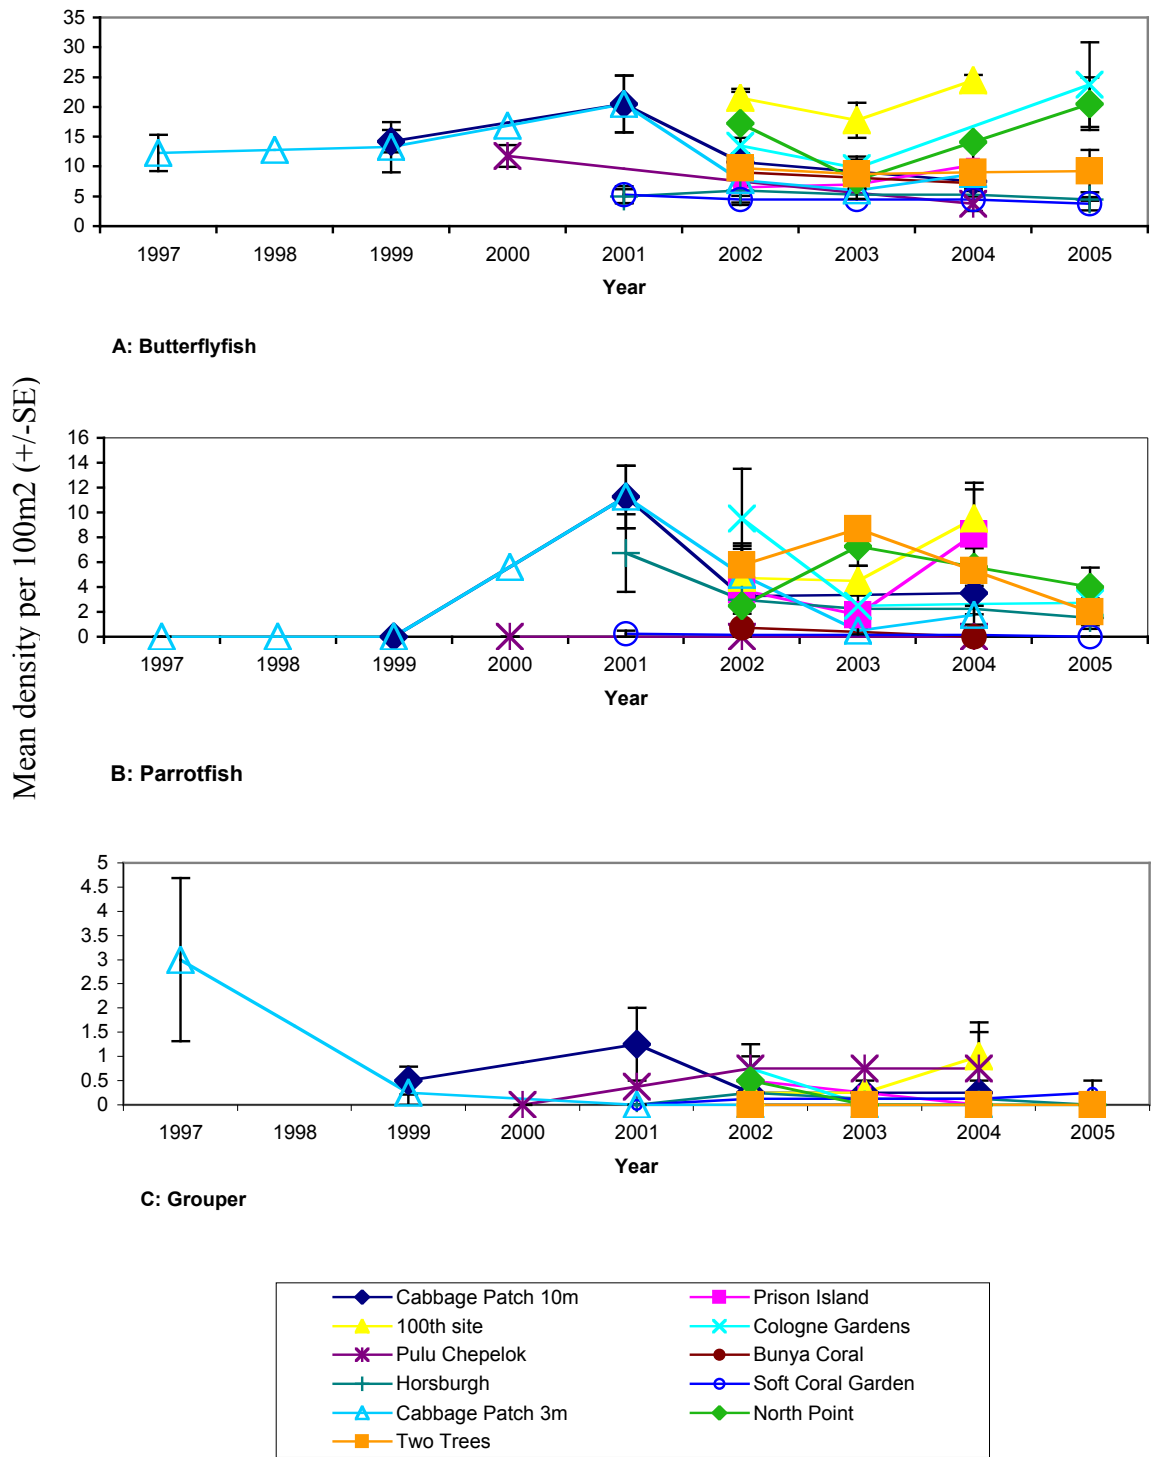 35
30
25
20
15
10
5
0
1997 1998 1999 2000 2001 2002 2003 2004 2005
Year
A: Butterflyfish
Mean density per 100m2 (+/-SE)
16
14
12
10
8
6
4
2
0
1997 1998 1999 2000 2001 2002 2003 2004 2005
Year
B: Parrotfish
5
4.5
4
3.5
3
2.5
2
1.5
1
0.5
0
1997 1998 1999 2000 2001 2002 2003 2004 2005
Year
C: Grouper
Cabbage Patch 10m Prison Island
100th site Cologne Gardens
Pulu Chepelok Bunya Coral
Horsburgh Soft Coral Garden
Cabbage Patch 3m North Point
Two Trees